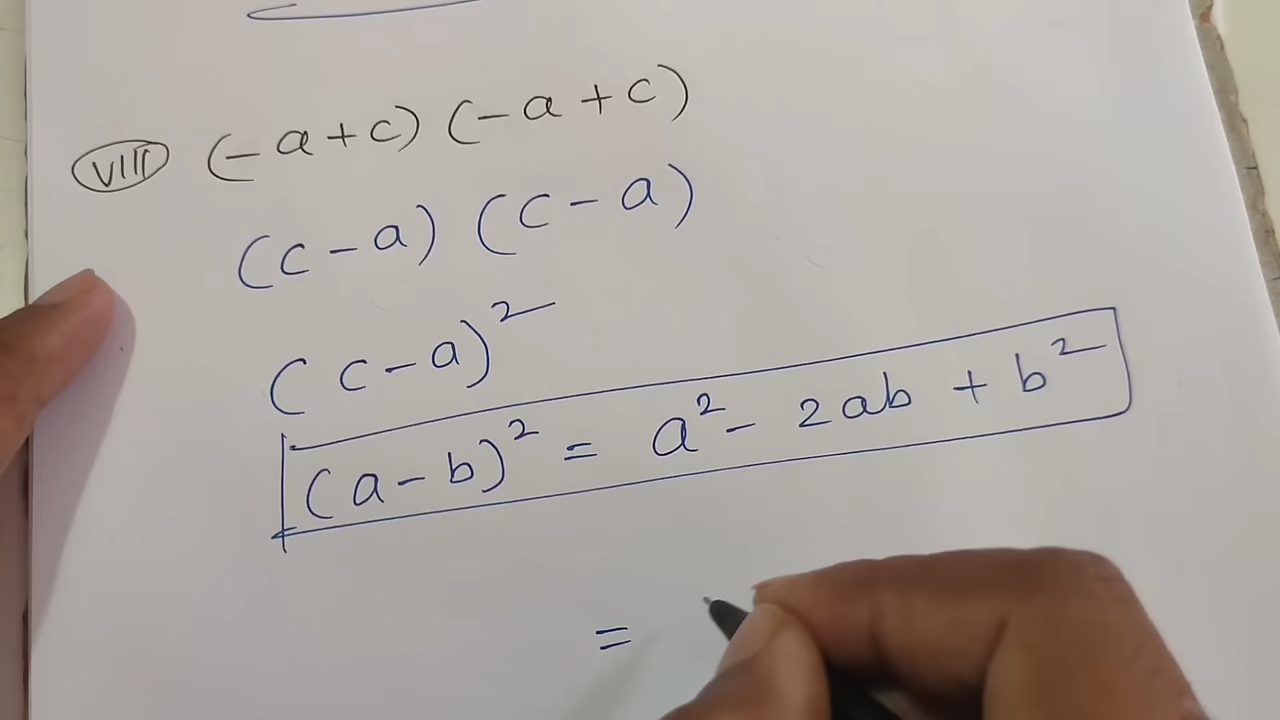 (VIII) (-a+c) (-a+c)
(c-a) (c-a)
(c-a)²
(a-b)² = a² - 2ab + b²
=